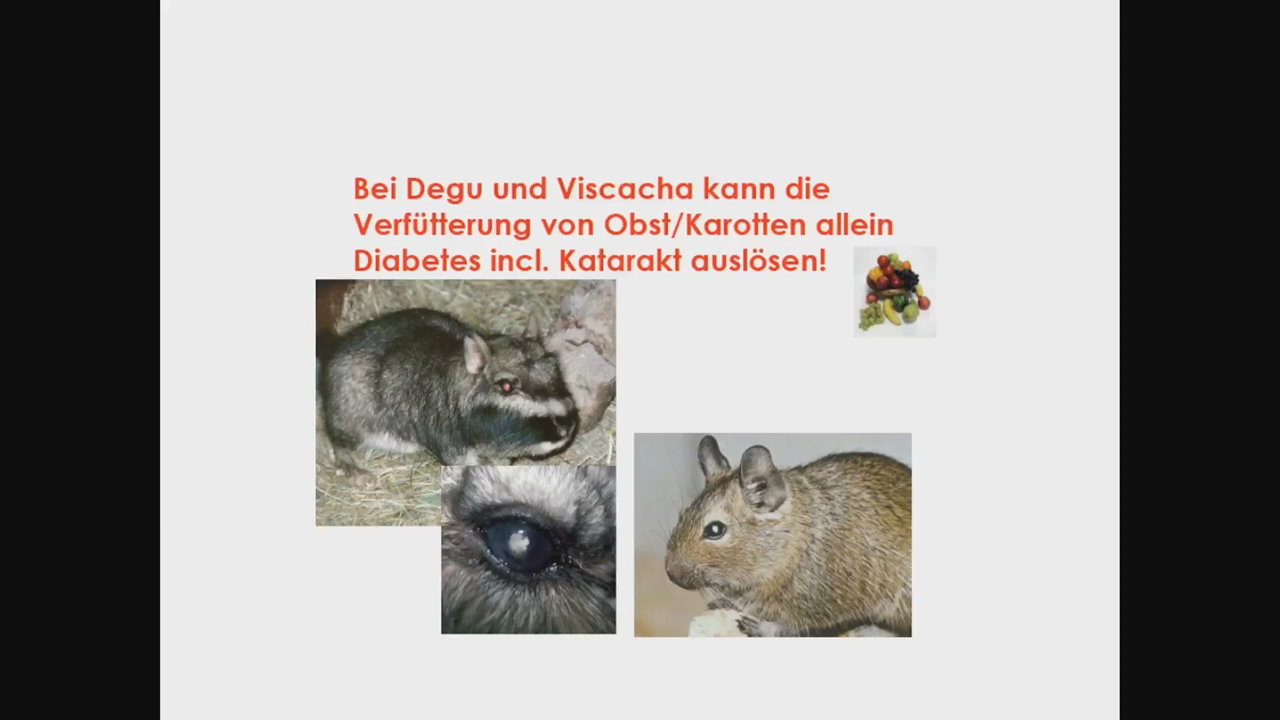 Bei Degu und Viscacha kann die
Verfütterung von Obst/Karotten allein
Diabetes incl. Katarakt auslösen!